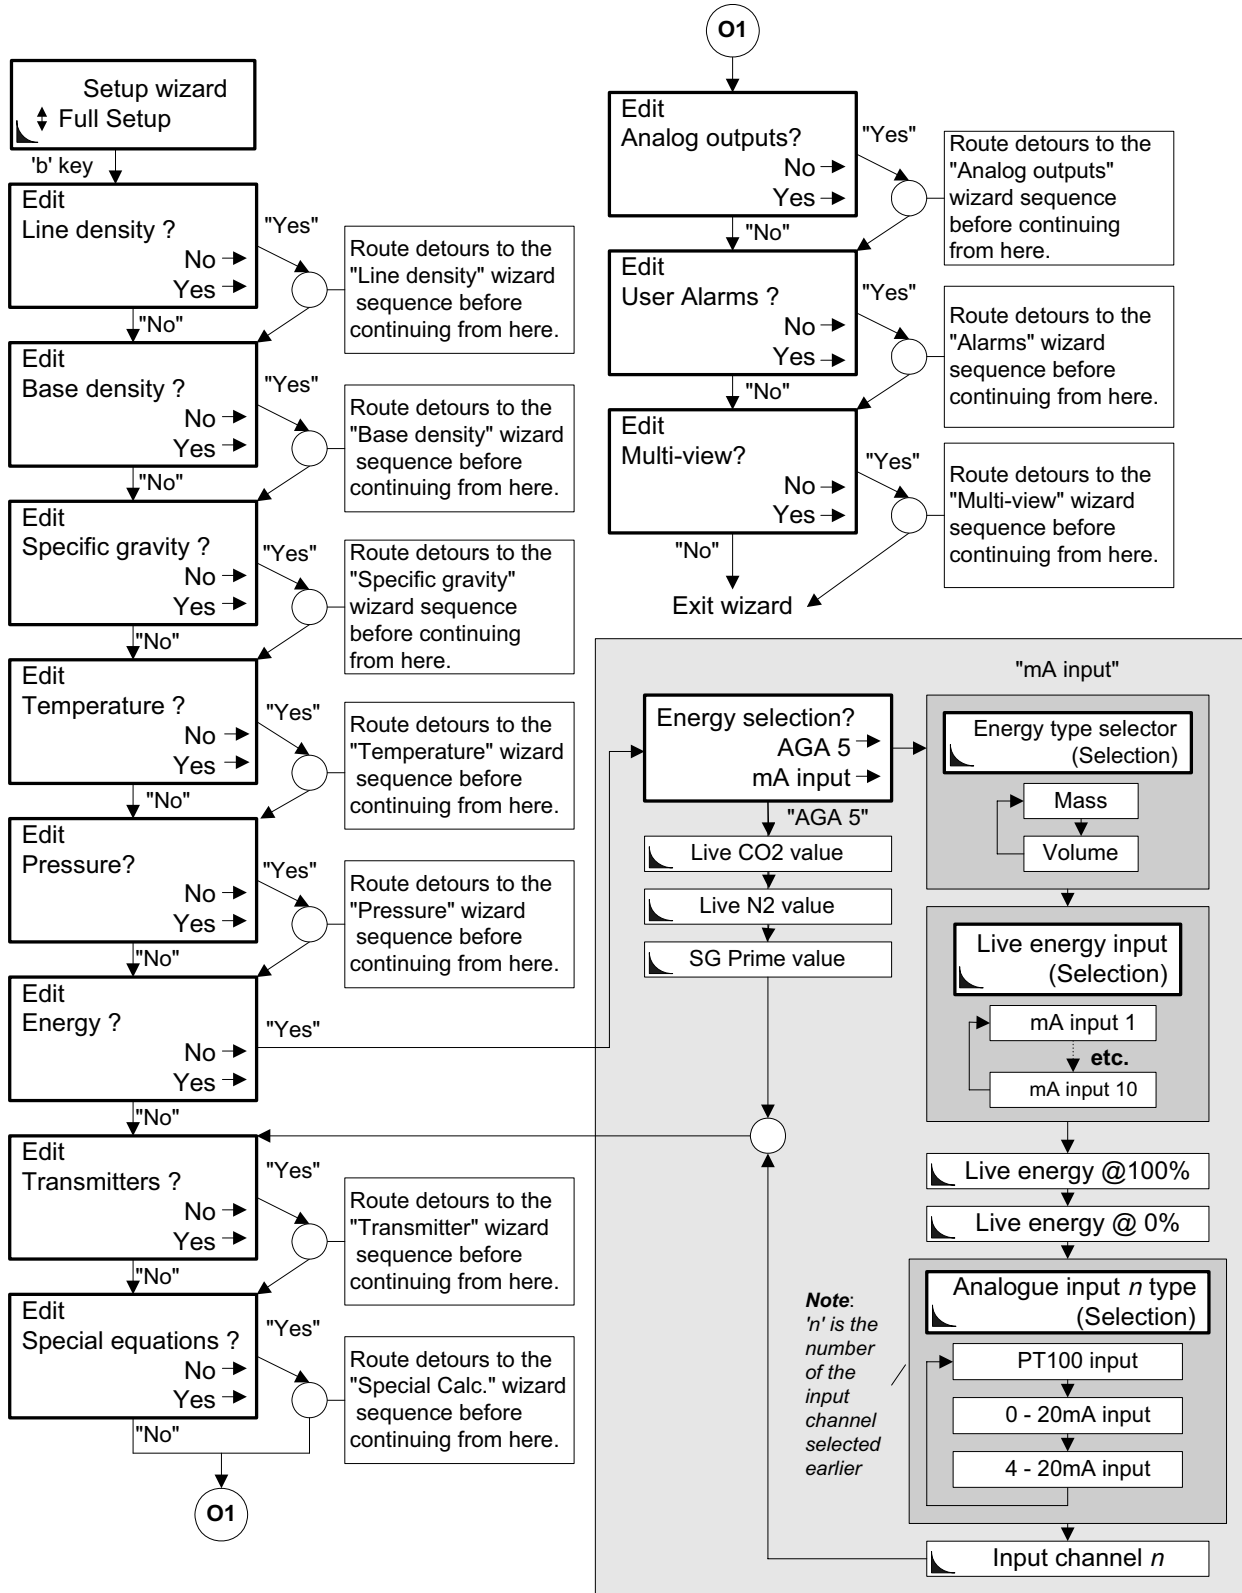 Setup wizard
Full Setup
'b' key
Edit
Line density ?
No
Yes
"Yes"
Route detours to the
"Line density" wizard
sequence before
continuing from here.
"No"
Edit
Base density ?
No
Yes
"Yes"
Route detours to the
"Base density" wizard
sequence before
continuing from here.
"No"
Edit
Specific gravity ?
No
Yes
"Yes"
Route detours to the
"Specific gravity"
wizard sequence
before continuing
from here.
"No"
Edit
Temperature ?
No
Yes
"Yes"
Route detours to the
"Temperature" wizard
sequence before
continuing from here.
"No"
Edit
Pressure?
No
Yes
"Yes"
Route detours to the
"Pressure" wizard
sequence before
continuing from here.
"No"
Edit
Energy ?
No
Yes
"Yes"
"No"
Edit
Transmitters ?
No
Yes
"Yes"
Route detours to the
"Transmitter" wizard
sequence before
continuing from here.
"No"
Edit
Special equations ?
No
Yes
"Yes"
Route detours to the
"Special Calc." wizard
sequence before
continuing from here.
"No"
O1
O1
Edit
Analog outputs?
No
Yes
"Yes"
Route detours to the
"Analog outputs"
wizard sequence
before continuing
from here.
"No"
Edit
User Alarms ?
No
Yes
"Yes"
Route detours to the
"Alarms" wizard
sequence before
continuing from here.
"No"
Edit
Multi-view?
No
Yes
"Yes"
Route detours to the
"Multi-view" wizard
sequence before
continuing from here.
"No"
Exit wizard
Energy selection?
AGA 5
mA input
"AGA 5"
Live CO2 value
Live N2 value
SG Prime value
"mA input"
Energy type selector
(Selection)
Mass
Volume
Live energy input
(Selection)
mA input 1
etc.
mA input 10
Live energy @100%
Live energy @ 0%
Analogue input n type
(Selection)
PT100 input
0 - 20mA input
4 - 20mA input
Note:
'n' is the
number
of the
input
channel
selected
earlier
Input channel n